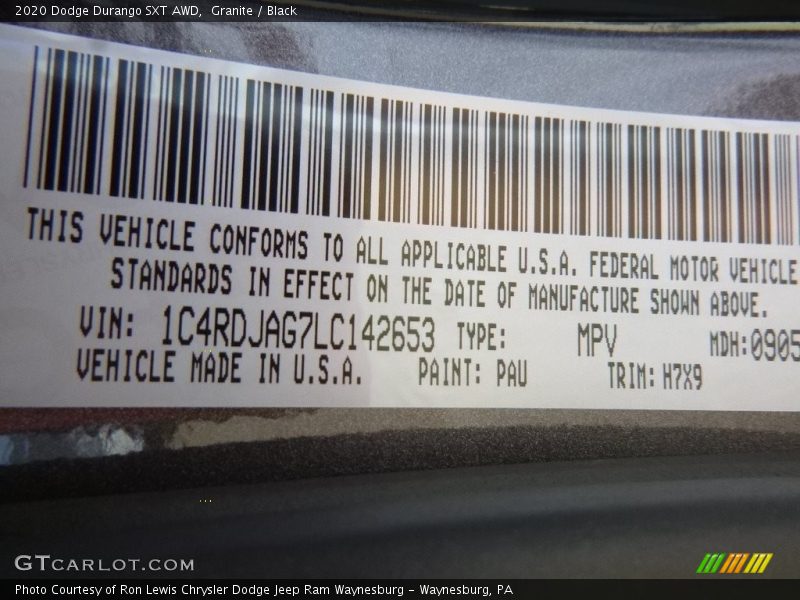 2020 Dodge Durango SXT AWD, Granite / Black
THIS VEHICLE CONFORMS TO ALL APPLICABLE U.S.A. FEDERAL MOTOR VEHICLE
STANDARDS IN EFFECT ON THE DATE OF MANUFACTURE SHOWN ABOVE.
VIN: 1C4RDJAG7LC142653 TYPE: MPV MDH:0905
VEHICLE MADE IN U.S.A. PAINT: PAU TRIM: H7X9
GTCARLOT.COM
Photo Courtesy of Ron Lewis Chrysler Dodge Jeep Ram Waynesburg - Waynesburg, PA